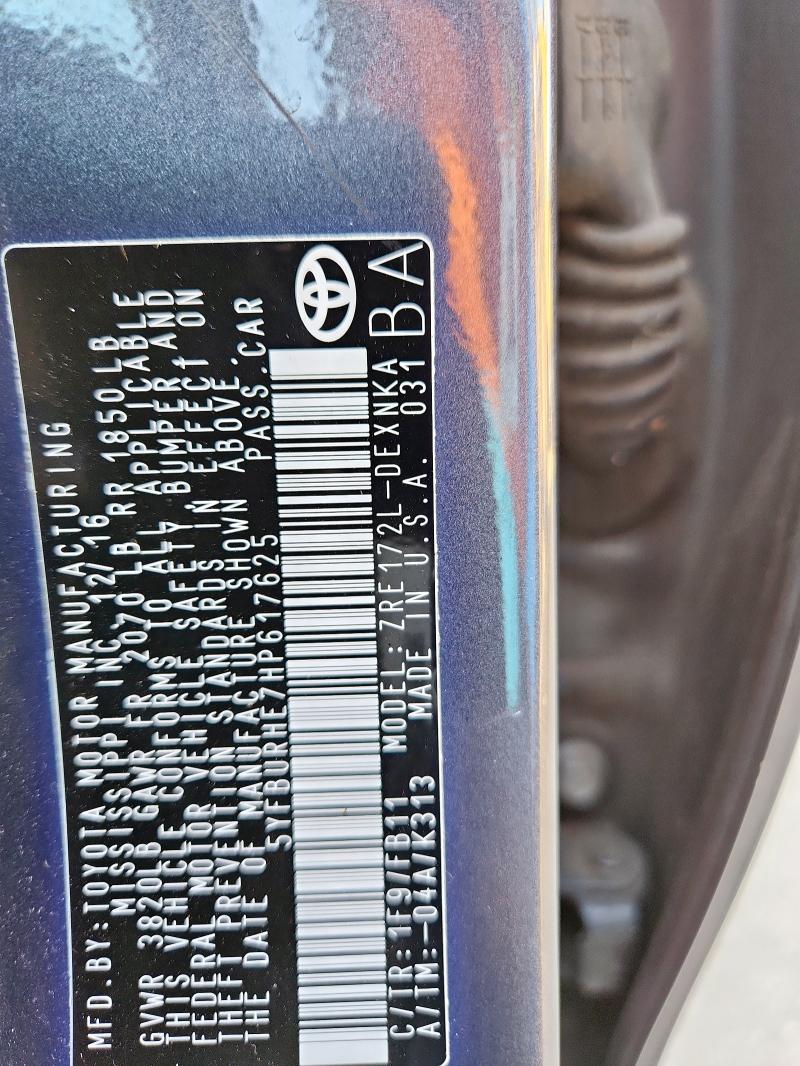 MFD.BY:TOYOTA MOTOR MANUFACTURING
MISSISSIPPI INC 12/16
GVWR 3820LB GAWR FR 2070LB RR 1850LB
THIS VEHICLE CONFORMS TO ALL APPLICABLE
FEDERAL MOTOR VEHICLE SAFETY BUMPER AND
THEFT PREVENTION STANDARDS IN EFFECT ON
THE DATE OF MANUFACTURE SHOWN ABOVE.
5YFBURHE7HP617625 PASS.CAR
C/TR:1F9/FB11 MODEL:ZRE172L-DEXNKA
A/TM:-04A/K313 MADE IN U.S.A. 031 BA